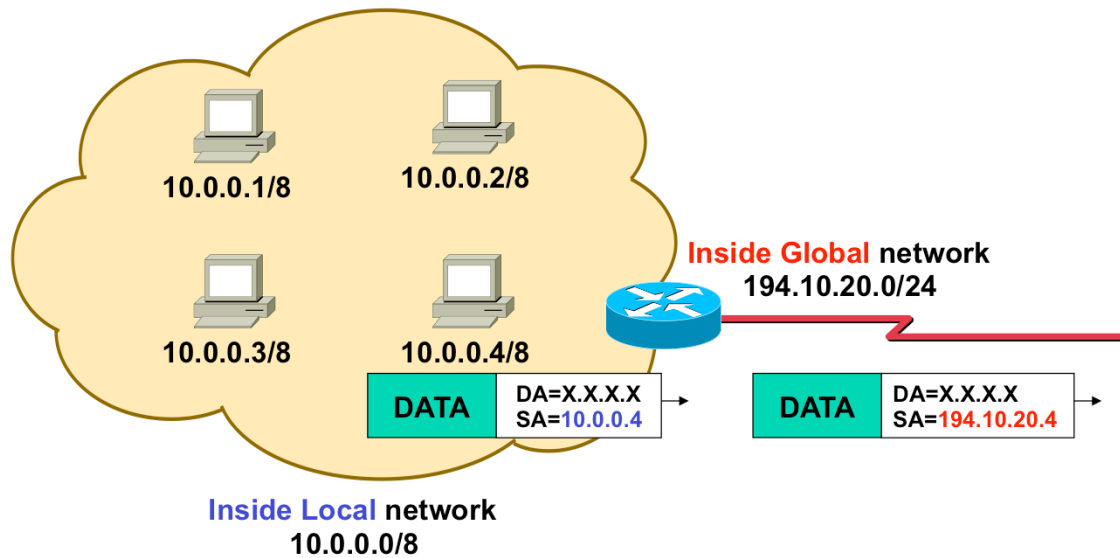 10.0.0.1/8
10.0.0.2/8
Inside Global network
194.10.20.0/24
10.0.0.3/8
10.0.0.4/8
DATA
DA=X.X.X.X
SA=10.0.0.4
DATA
DA=X.X.X.X
SA=194.10.20.4
Inside Local network
10.0.0.0/8